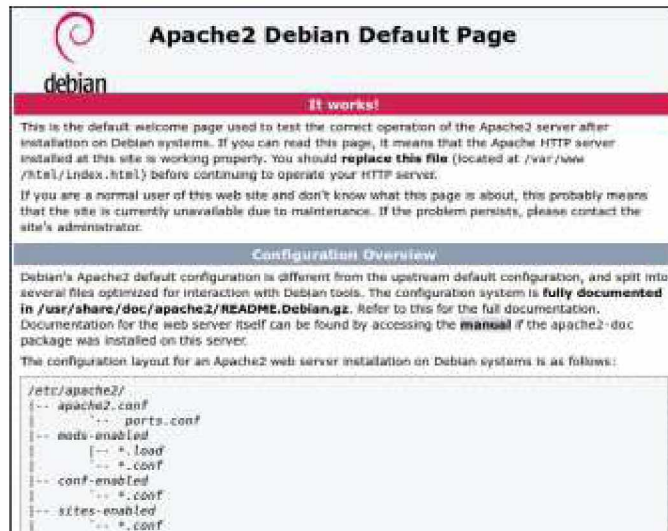 debian
Apache2 Debian Default Page
It works!
This is the default welcome page used to test the correct operation of the Apache2 server after
installation on Debian systems. If you can read this page, it means that the Apache HTTP server
installed at this site is working properly. You should replace this file (located at /var/www
/html/index.html) before continuing to operate your HTTP server.
If you are a normal user of this web site and don't know what this page is about, this probably means
that the site is currently unavailable due to maintenance. If the problem persists, please contact the
site's administrator.
Configuration Overview
Debian's Apache2 default configuration is different from the upstream default configuration, and split into
several files optimized for interaction with Debian tools. The configuration system is fully documented
in /usr/share/doc/apache2/README.Debian.gz. Refer to this for the full documentation.
Documentation for the web server itself can be found by accessing the manual if the apache2-doc
package was installed on this server.
The configuration layout for an Apache2 web server installation on Debian systems is as follows:
/etc/apache2/
|-- apache2.conf
|       `-- ports.conf
|-- mods-enabled
|       |-- *.load
|       `-- *.conf
|-- conf-enabled
|       `-- *.conf
|-- sites-enabled
|       `-- *.conf